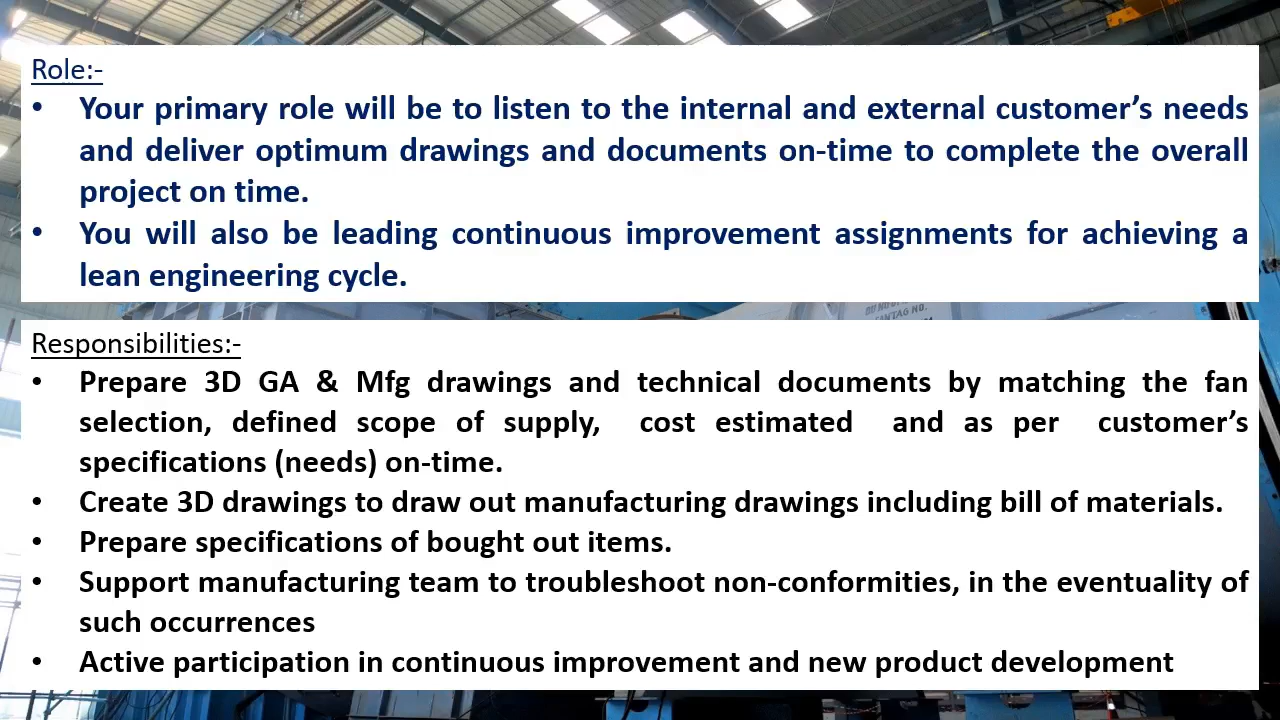 Role:-
• Your primary role will be to listen to the internal and external customer’s needs
and deliver optimum drawings and documents on-time to complete the overall
project on time.
• You will also be leading continuous improvement assignments for achieving a
lean engineering cycle.
FANTAG NO.
Responsibilities:-
• Prepare 3D GA & Mfg drawings and technical documents by matching the fan
selection, defined scope of supply, cost estimated and as per customer’s
specifications (needs) on-time.
• Create 3D drawings to draw out manufacturing drawings including bill of materials.
• Prepare specifications of bought out items.
• Support manufacturing team to troubleshoot non-conformities, in the eventuality of
such occurrences
• Active participation in continuous improvement and new product development